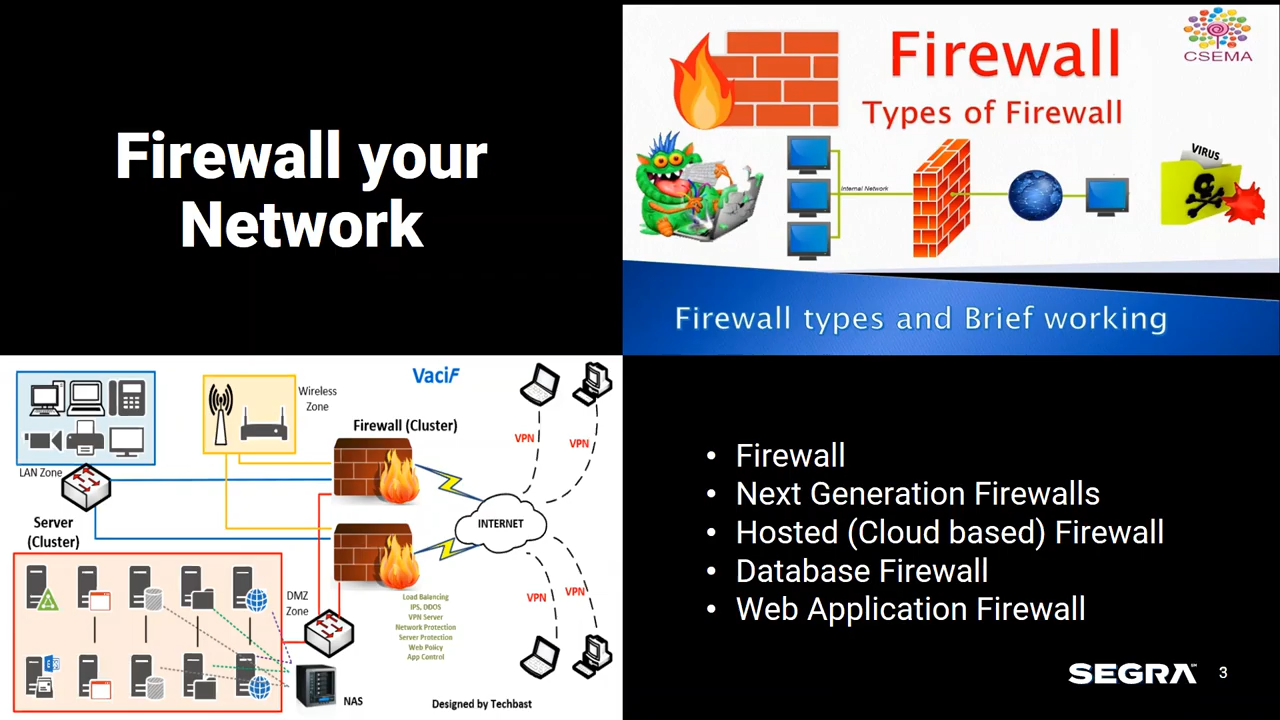 Firewall your
Network
Firewall
Types of Firewall
CSEMA
VIRUS
Internal Network
Firewall types and Brief working
VaciF
Wireless
Zone
Firewall (Cluster)
VPN
VPN
LAN Zone
INTERNET
Server
(Cluster)
DMZ
Zone
VPN
VPN
Load Balancing
IPS, DDOS
VPN Server
Network Protection
Server Protection
Web Policy
App Control
NAS
Designed by Techbast
• Firewall
• Next Generation Firewalls
• Hosted (Cloud based) Firewall
• Database Firewall
• Web Application Firewall
SEGRA
3